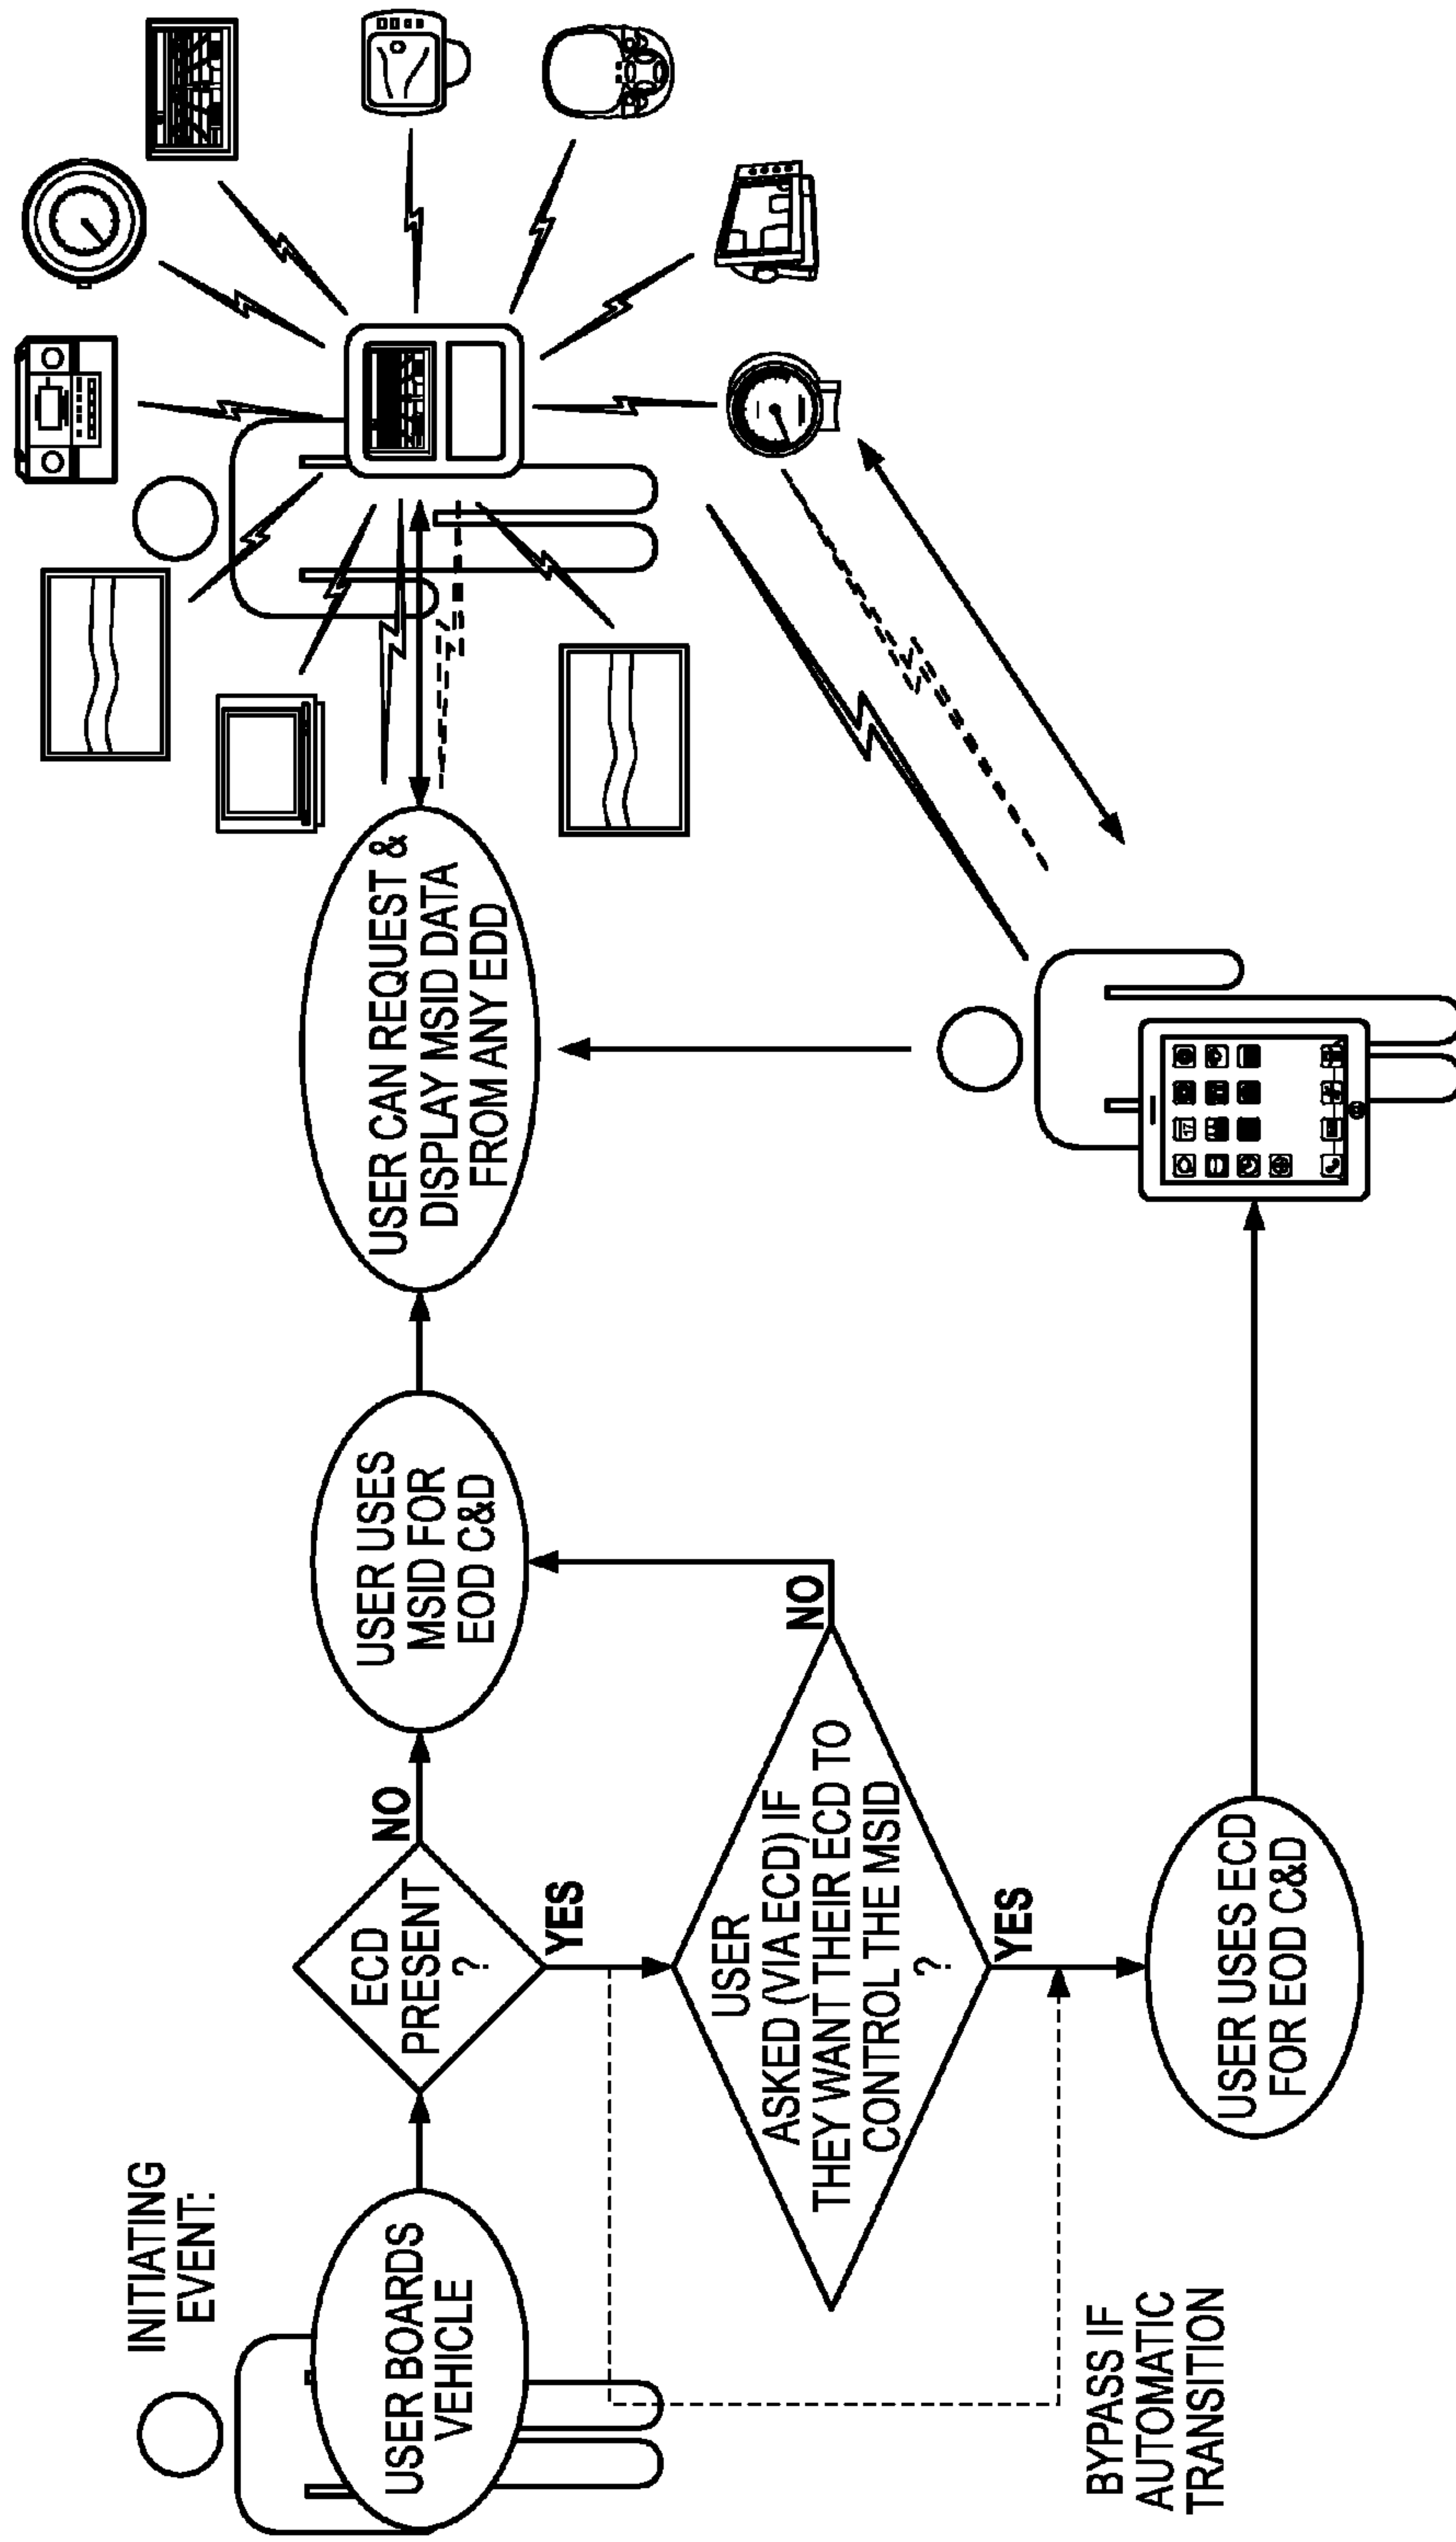 INITIATING
EVENT:
USER BOARDS
VEHICLE
ECD
PRESENT
?
NO
YES
USER USES
MSID FOR
EOD C&D
USER CAN REQUEST &
DISPLAY MSID DATA
FROM ANY EDD
USER
ASKED (VIA ECD) IF
THEY WANT THEIR ECD TO
CONTROL THE MSID
?
NO
YES
BYPASS IF
AUTOMATIC
TRANSITION
USER USES ECD
FOR EOD C&D
17